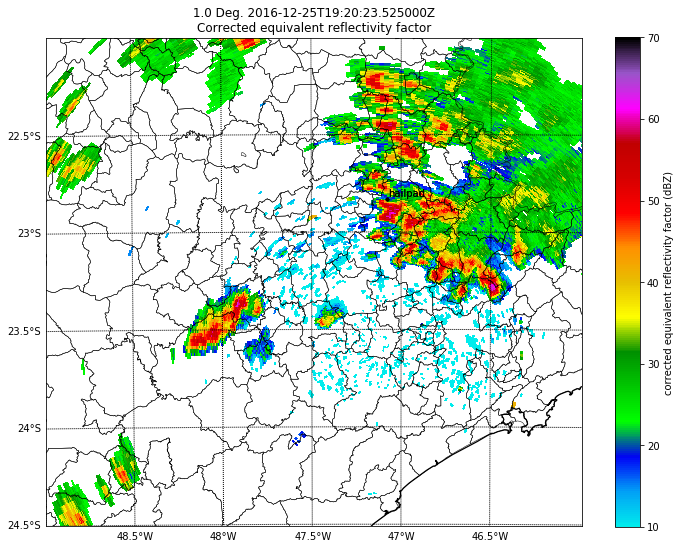 1.0 Deg. 2016-12-25T19:20:23.525000Z
Corrected equivalent reflectivity factor
70
60
50
40
30
20
10
corrected equivalent reflectivity factor (dBZ)
22.5°S
23°S
23.5°S
24°S
24.5°S
hailpad
48.5°W
48°W
47.5°W
47°W
46.5°W